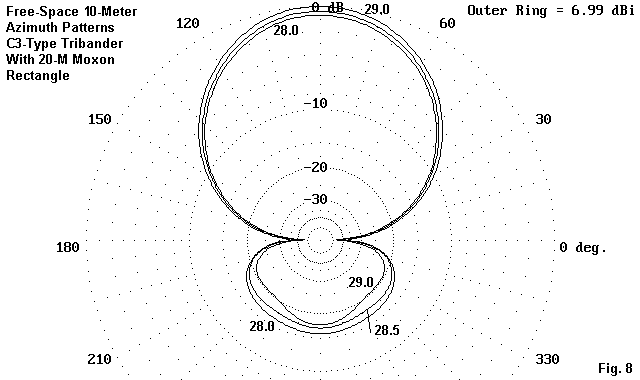 Free-Space 10-Meter
Azimuth Patterns
C3-Type Tribander
With 20-M Moxon
Rectangle
0 dB
29.0
28.0
Outer Ring = 6.99 dBi
120
60
-10
150
30
-20
-30
180
0 deg.
29.0
28.0
28.5
210
330
Fig. 8